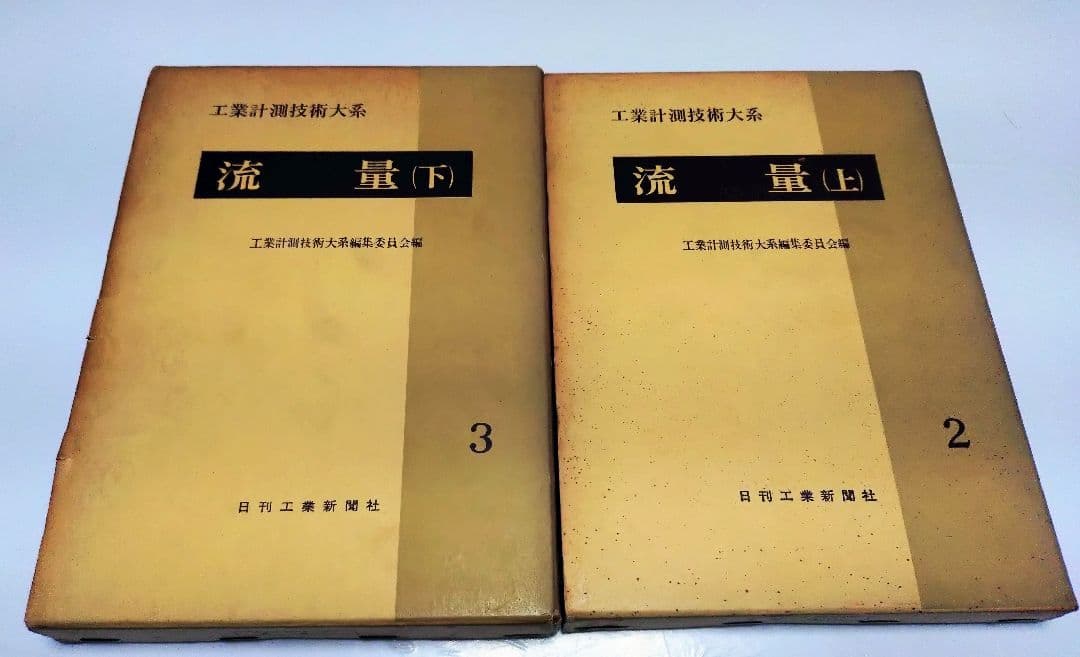 工業計測技術大系
流量(下)
工業計測技術大系編集委員会編
3
日刊工業新聞社
工業計測技術大系
流量(上)
工業計測技術大系編集委員会編
2
日刊工業新聞社